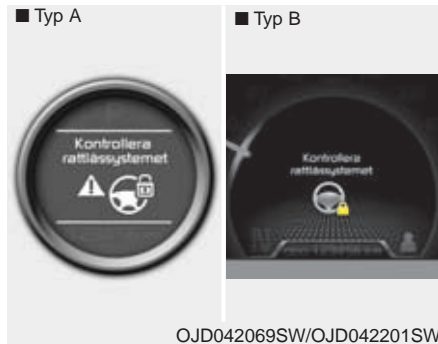 ■ Typ A
■ Typ B
Kontrollera
rattlåssystemet
Kontrollera
rattlåssystemet
OJD042069SW/OJD042201SW